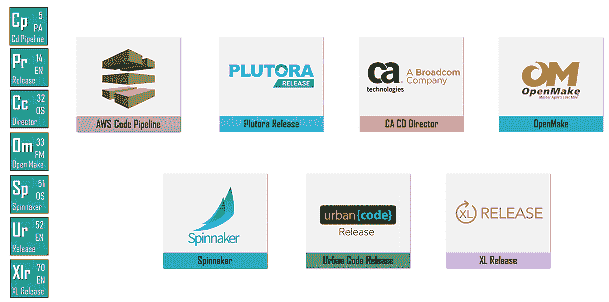 Cp 5
PA
Cd Pipeline
Pr 14
EN
Release
Cc 32
OS
Director
Om 33
FM
Open Make
Sp 51
OS
Spinnaker
Ur 52
EN
Release
Xlr 70
EN
XL Release
AWS Code Pipeline
PLUTORA
RELEASE
Plutora Release
ca
technologies
A Broadcom
Company
CA CD Director
OM
OpenMake
OpenMake
Spinnaker
Spinnaker
urban{code}
Release
Urban Code Release
XL RELEASE
XL Release